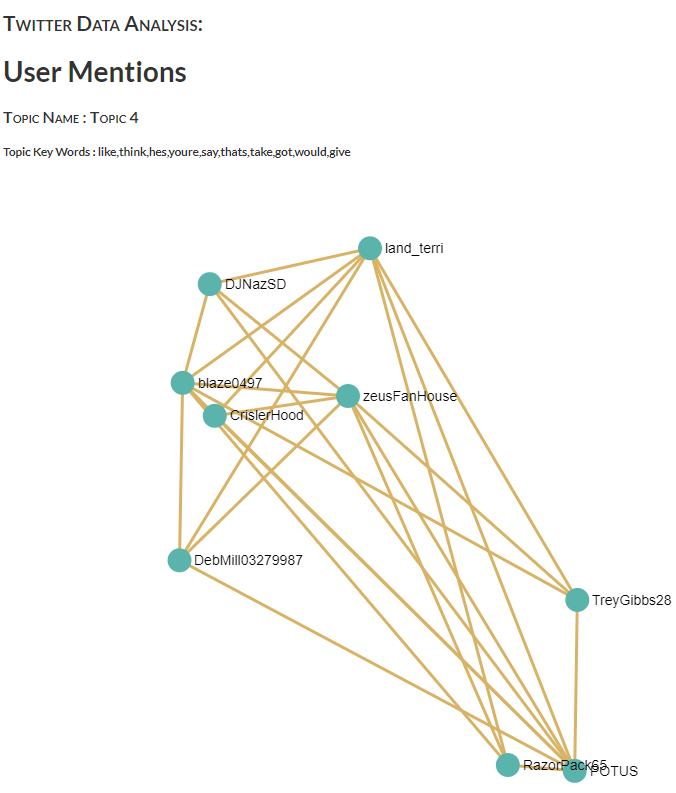 Twitter Data Analysis:
User Mentions
Topic Name : Topic 4
Topic Key Words : like,think,hes,youre,say,thats,take,got,would,give
land_terri
DJNazSD
blaze0497
zeusFanHouse
CrislerHood
DebMill03279987
TreyGibbs28
RazorPack65
POTUS